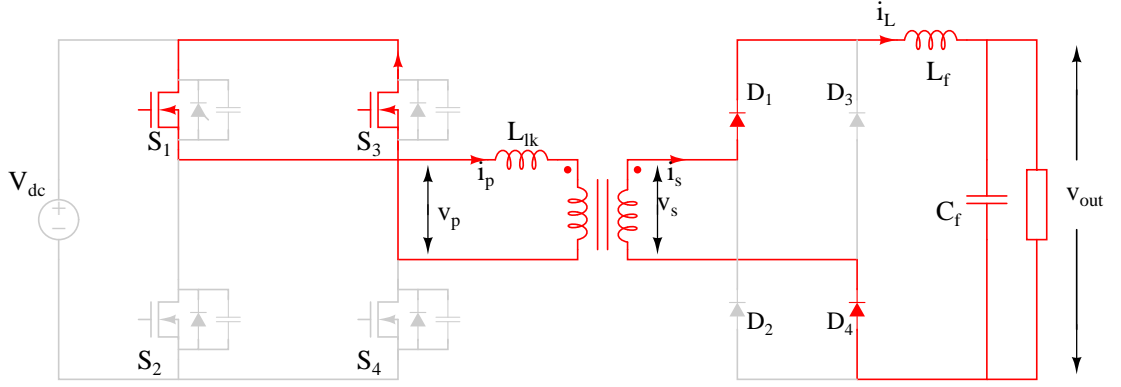 i_L
L_f
D_1
D_3
S_1
S_3
L_lk
V_dc
i_p
i_s
v_p
v_s
C_f
v_out
S_2
S_4
D_2
D_4